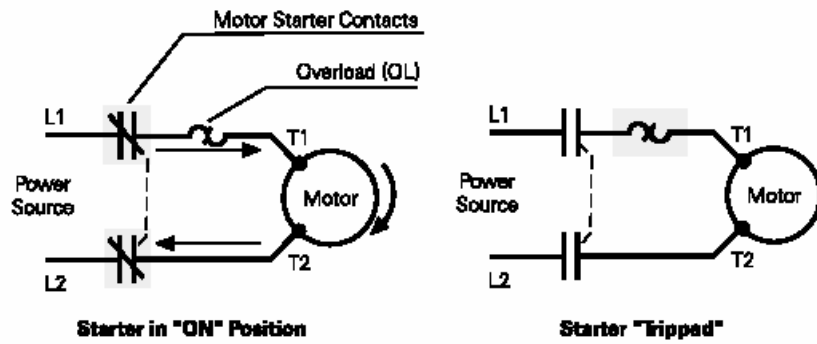 Motor Starter Contacts
Overload (OL)
L1
T1
Power
Source
Motor
T2
L2
Starter in "ON" Position
L1
T1
Power
Source
Motor
T2
L2
Starter "Tripped"